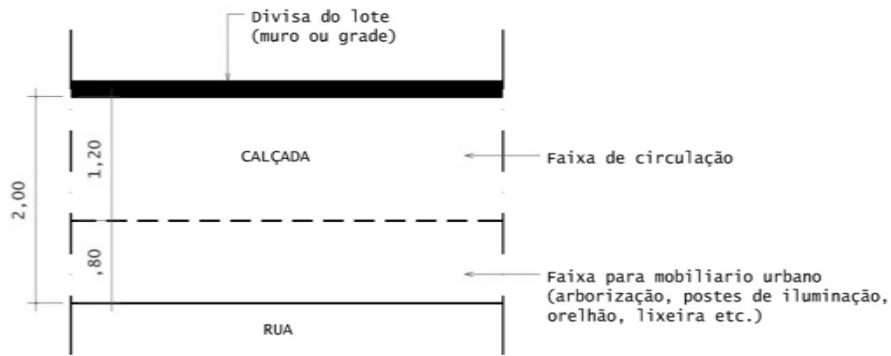 Divisa do lote
(muro ou grade)
CALÇADA
Faixa de circulação
1,20
2,00
,80
Faixa para mobiliario urbano
(arborização, postes de iluminação,
orelhão, lixeira etc.)
RUA